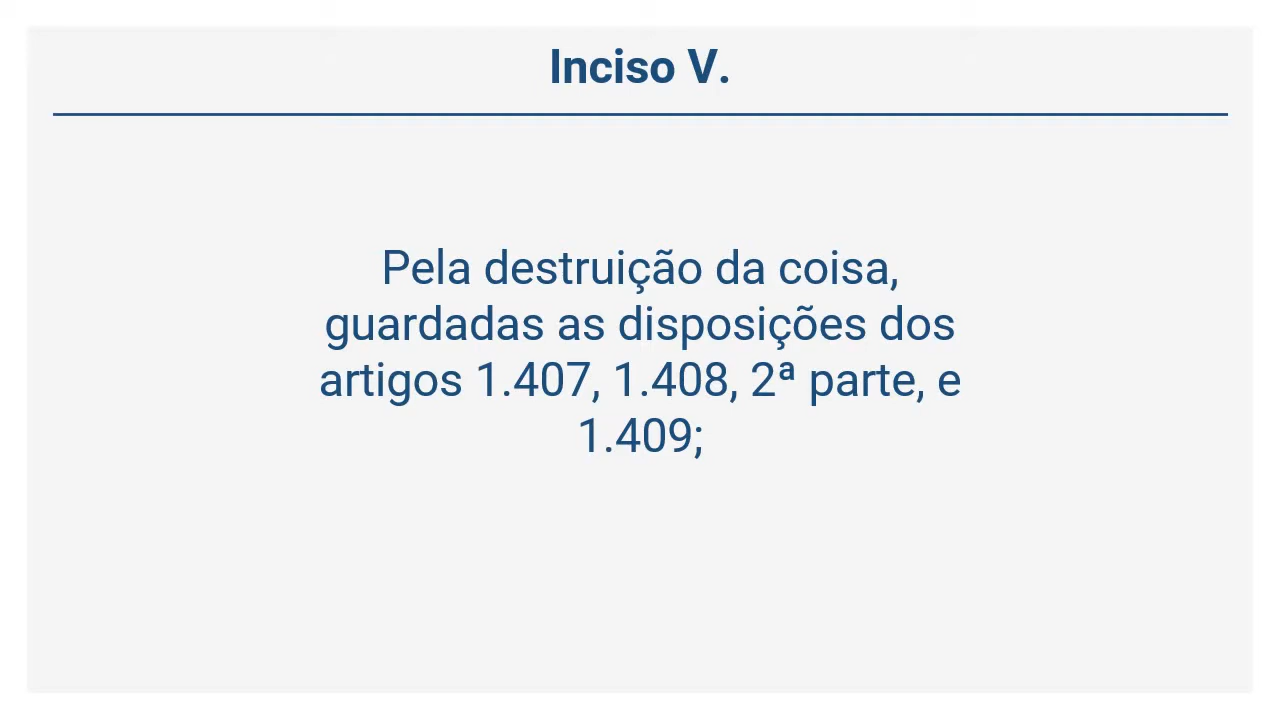 Inciso V.
Pela destruição da coisa,
guardadas as disposições dos
artigos 1.407, 1.408, 2ª parte, e
1.409;